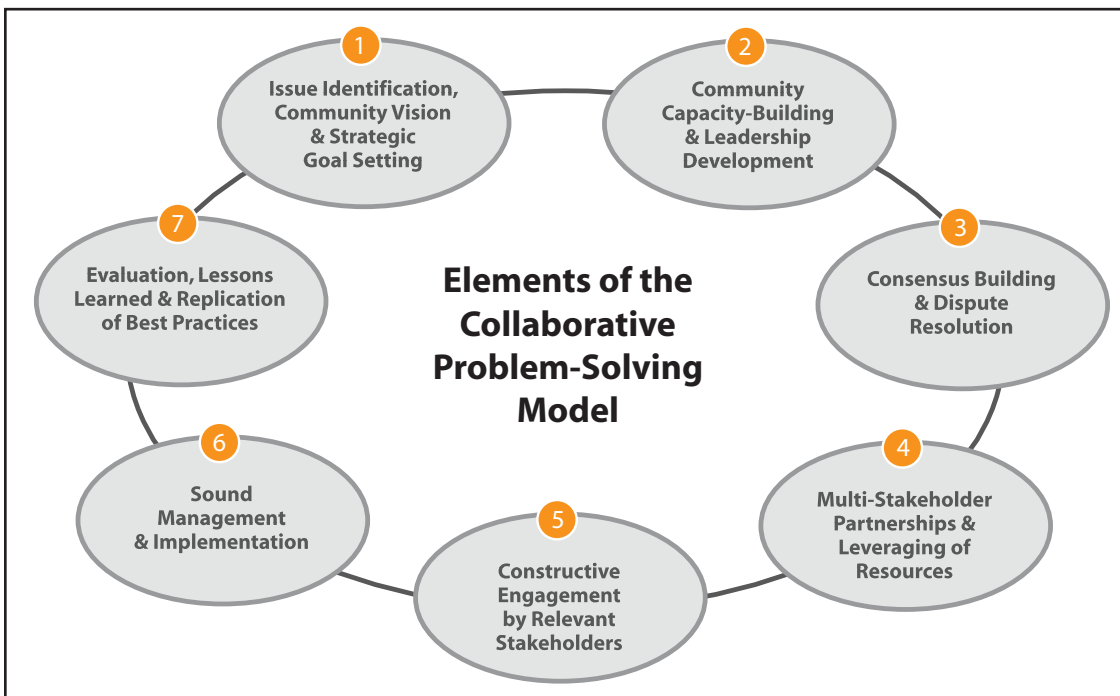 Elements of the
Collaborative
Problem-Solving
Model
1
Issue Identification,
Community Vision
& Strategic
Goal Setting
2
Community
Capacity-Building
& Leadership
Development
3
Consensus Building
& Dispute
Resolution
4
Multi-Stakeholder
Partnerships &
Leveraging of
Resources
5
Constructive
Engagement
by Relevant
Stakeholders
6
Sound
Management
& Implementation
7
Evaluation, Lessons
Learned & Replication
of Best Practices